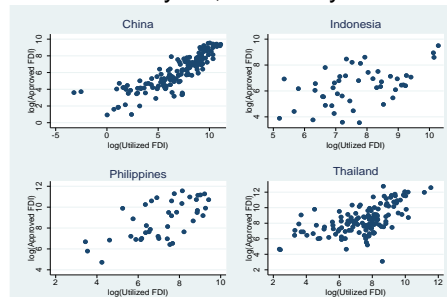 China
Indonesia
log(Approved FDI)
0 2 4 6 8 10
-5 0 5 10
log(Utilized FDI)
log(Approved FDI)
4 6 8 10
5 6 7 8 9 10
log(Utilized FDI)
Philippines
Thailand
log(Approved FDI)
4 6 8 10 12
2 4 6 8 10
log(Utilized FDI)
log(Approved FDI)
2 4 6 8 10 12
2 4 6 8 10 12
log(Utilized FDI)